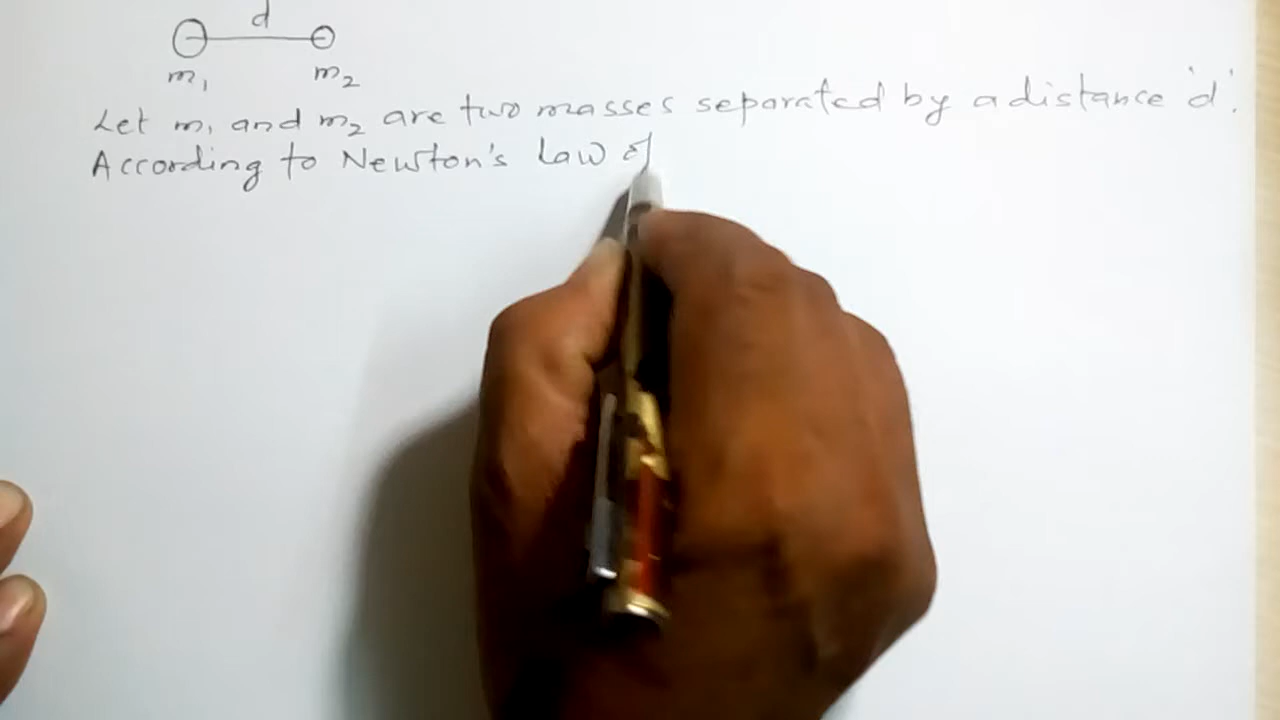 d
m₁ m₂
Let m₁ and m₂ are two masses separated by a distance 'd'.
According to Newton's Law of